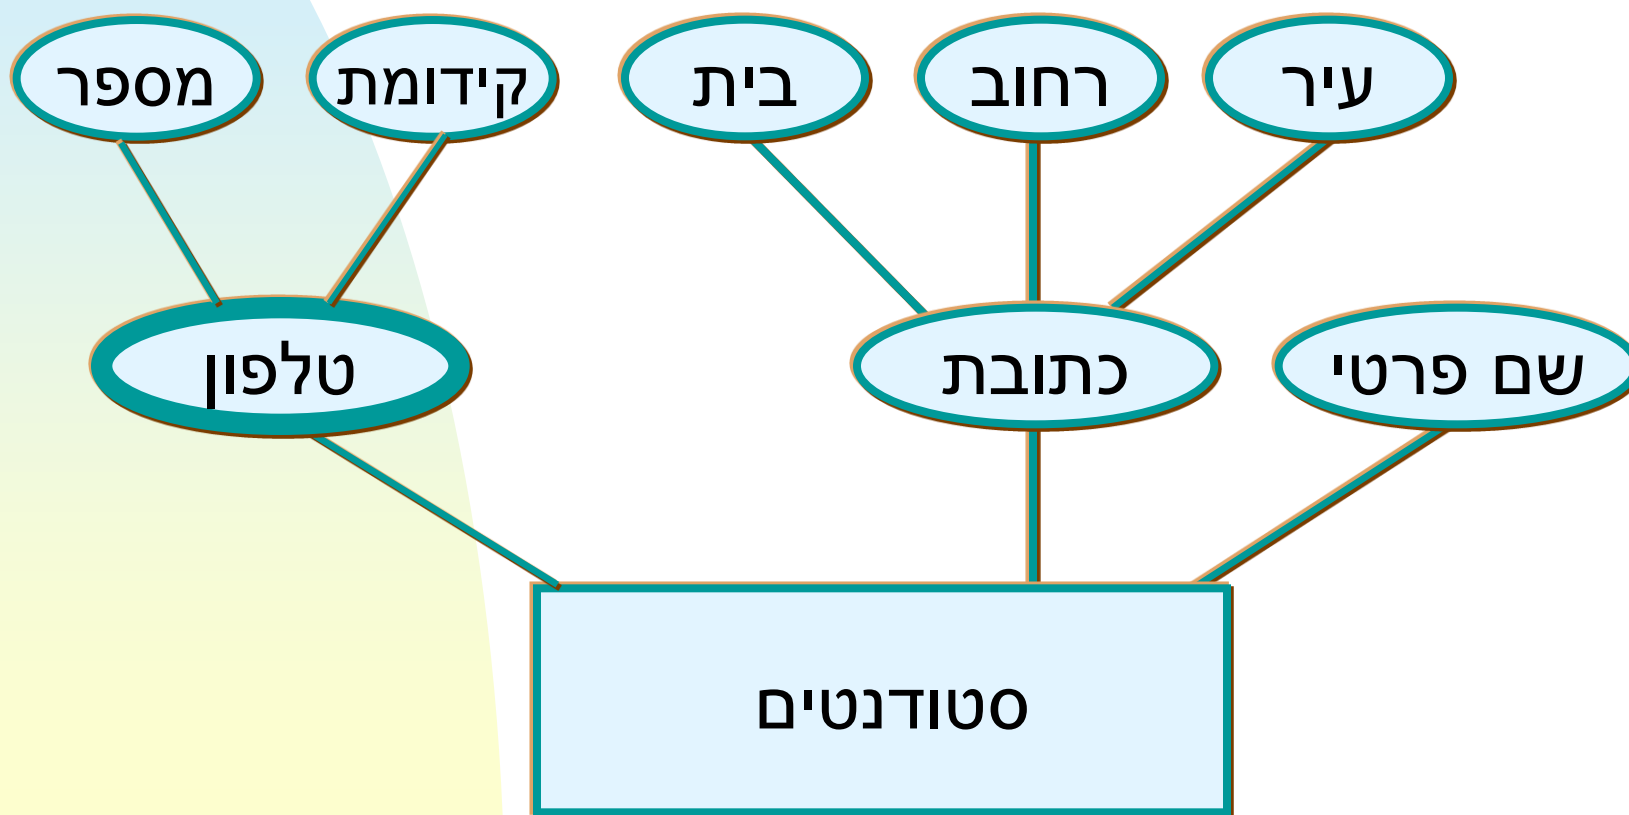 עיר
רחוב
בית
קידומת
מספר
שם פרטי
כתובת
טלפון
סטודנטים